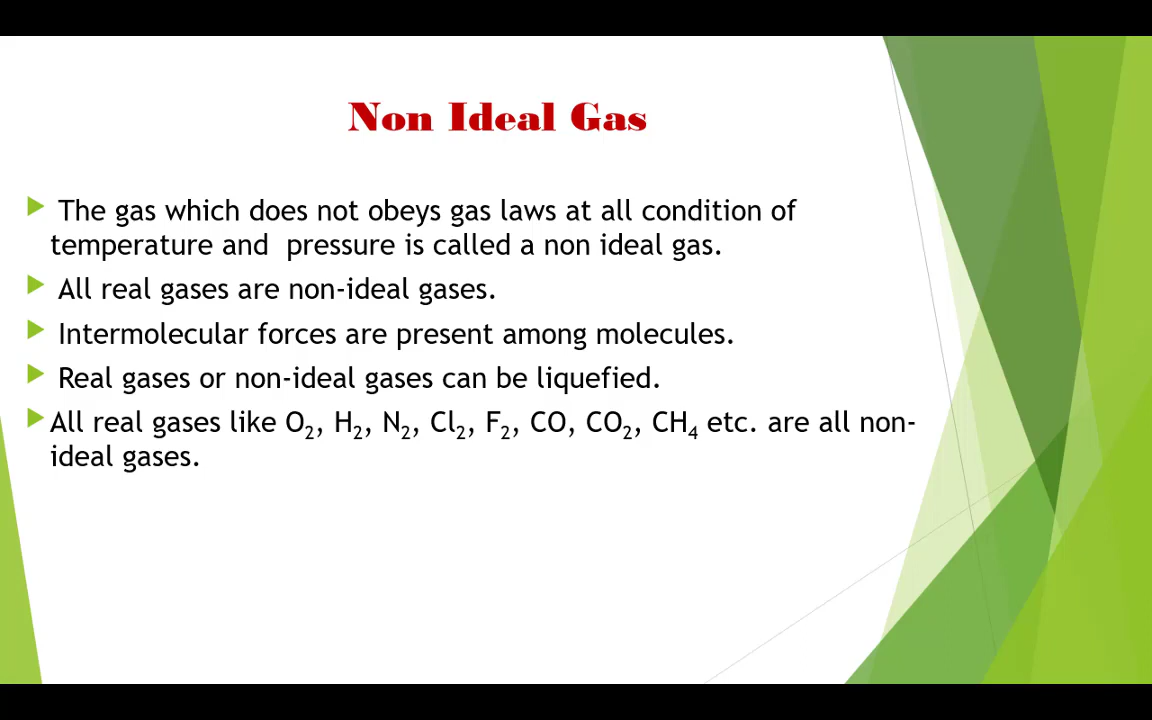 Non Ideal Gas
The gas which does not obeys gas laws at all condition of
temperature and  pressure is called a non ideal gas.
All real gases are non-ideal gases.
Intermolecular forces are present among molecules.
Real gases or non-ideal gases can be liquefied.
All real gases like O₂, H₂, N₂, Cl₂, F₂, CO, CO₂, CH₄ etc. are all non-
ideal gases.